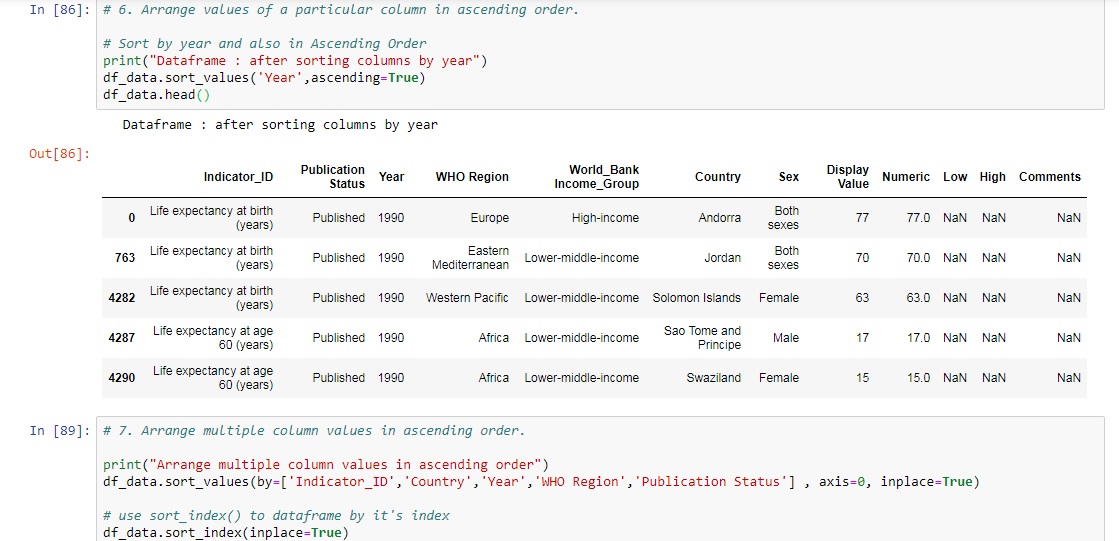 In [86]: # 6. Arrange values of a particular column in ascending order.
# Sort by year and also in Ascending Order
print("Dataframe : after sorting columns by year")
df_data.sort_values('Year',ascending=True)
df_data.head()
Dataframe : after sorting columns by year
Out[86]:
Indicator_ID Publication Status Year WHO Region World_Bank Income_Group Country Sex Display Value Numeric Low High Comments
0 Life expectancy at birth (years) Published 1990 Europe High-income Andorra Both sexes 77 77.0 NaN NaN NaN
763 Life expectancy at birth (years) Published 1990 Eastern Mediterranean Lower-middle-income Jordan Both sexes 70 70.0 NaN NaN NaN
4282 Life expectancy at birth (years) Published 1990 Western Pacific Lower-middle-income Solomon Islands Female 63 63.0 NaN NaN NaN
4287 Life expectancy at age 60 (years) Published 1990 Africa Lower-middle-income Sao Tome and Principe Male 17 17.0 NaN NaN NaN
4290 Life expectancy at age 60 (years) Published 1990 Africa Lower-middle-income Swaziland Female 15 15.0 NaN NaN NaN
In [89]: # 7. Arrange multiple column values in ascending order.
print("Arrange multiple column values in ascending order")
df_data.sort_values(by=['Indicator_ID','Country','Year','WHO Region','Publication Status'] , axis=0, inplace=True)
# use sort_index() to dataframe by it's index
df_data.sort_index(inplace=True)